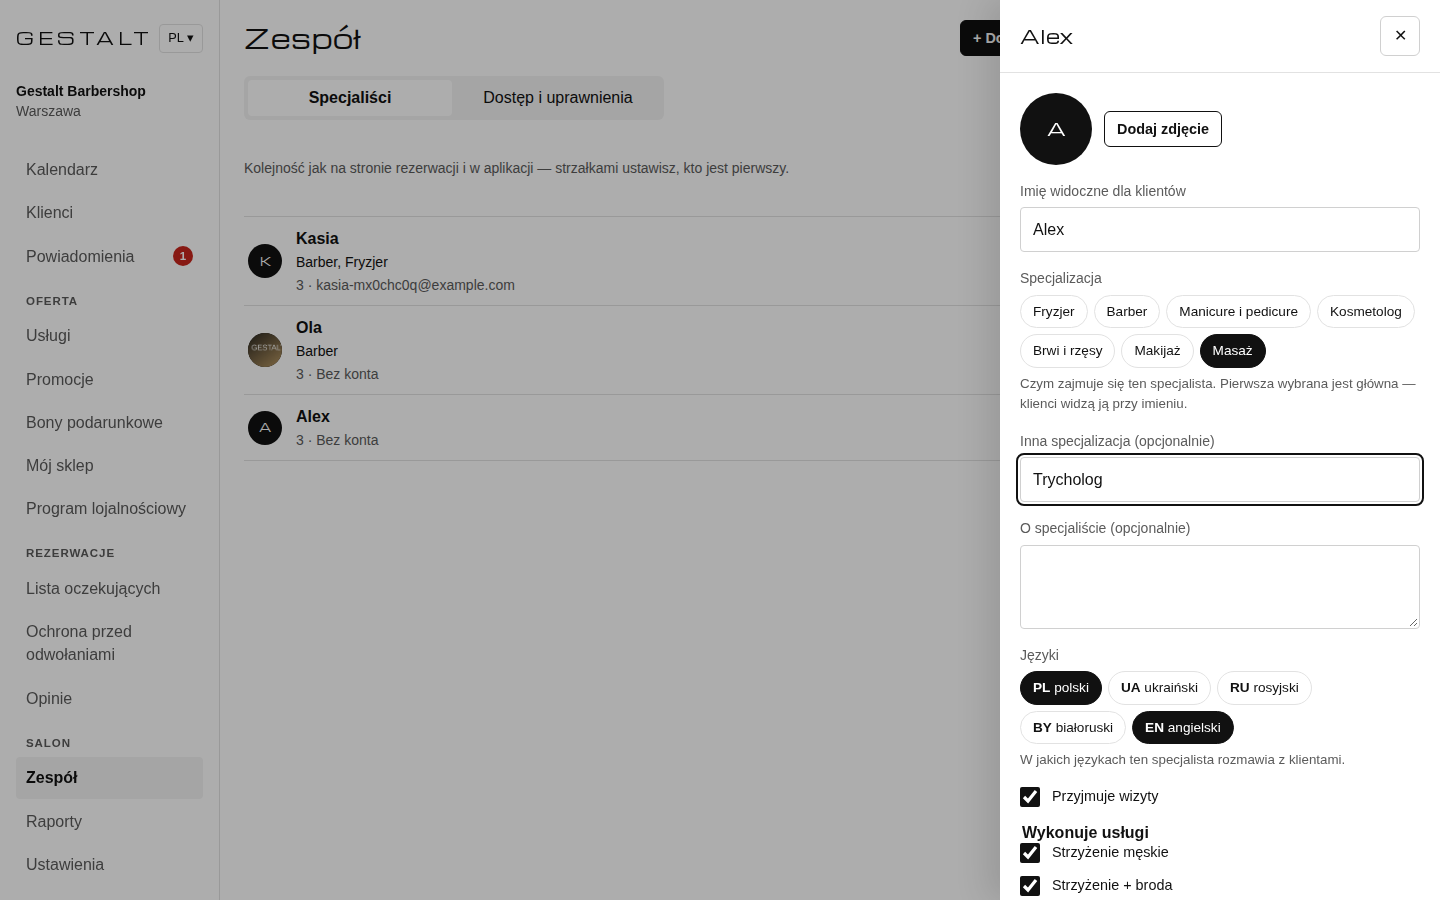 GESTALT
PL ▾
Gestalt Barbershop
Warszawa
Kalendarz
Klienci
Powiadomienia
1
OFERTA
Usługi
Promocje
Bony podarunkowe
Mój sklep
Program lojalnościowy
REZERWACJE
Lista oczekujących
Ochrona przed
odwołaniami
Opinie
SALON
Zespół
Raporty
Ustawienia
Zespół
Specjaliści
Dostęp i uprawnienia
Kolejność jak na stronie rezerwacji i w aplikacji — strzałkami ustawisz, kto jest pierwszy.
K
Kasia
Barber, Fryzjer
3 · kasia-mx0chc0q@example.com
Ola
Barber
3 · Bez konta
A
Alex
3 · Bez konta
Alex
✕
A
Dodaj zdjęcie
Imię widoczne dla klientów
Alex
Specjalizacja
Fryzjer
Barber
Manicure i pedicure
Kosmetolog
Brwi i rzęsy
Makijaż
Masaż
Czym zajmuje się ten specjalista. Pierwsza wybrana jest główna —
klienci widzą ją przy imieniu.
Inna specjalizacja (opcjonalnie)
Trycholog
O specjaliście (opcjonalnie)
Języki
PL polski
UA ukraiński
RU rosyjski
BY białoruski
EN angielski
W jakich językach ten specjalista rozmawia z klientami.
Przyjmuje wizyty
Wykonuje usługi
Strzyżenie męskie
Strzyżenie + broda